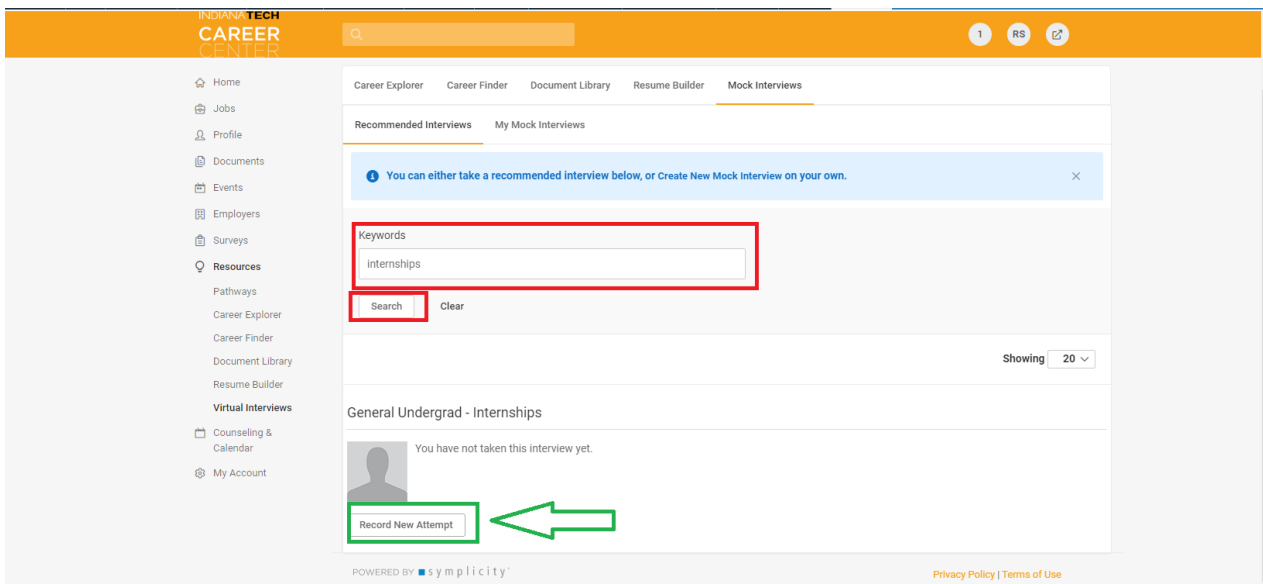 INDIANA TECH
CAREER
CENTER
1
RS
Home
Jobs
Profile
Documents
Events
Employers
Surveys
Resources
Pathways
Career Explorer
Career Finder
Document Library
Resume Builder
Virtual Interviews
Counseling &
Calendar
My Account
Career Explorer Career Finder Document Library Resume Builder Mock Interviews
Recommended Interviews My Mock Interviews
You can either take a recommended interview below, or Create New Mock Interview on your own.
Keywords
internships
Search Clear
Showing 20
General Undergrad - Internships
You have not taken this interview yet.
Record New Attempt
POWERED BY symplicity
Privacy Policy | Terms of Use